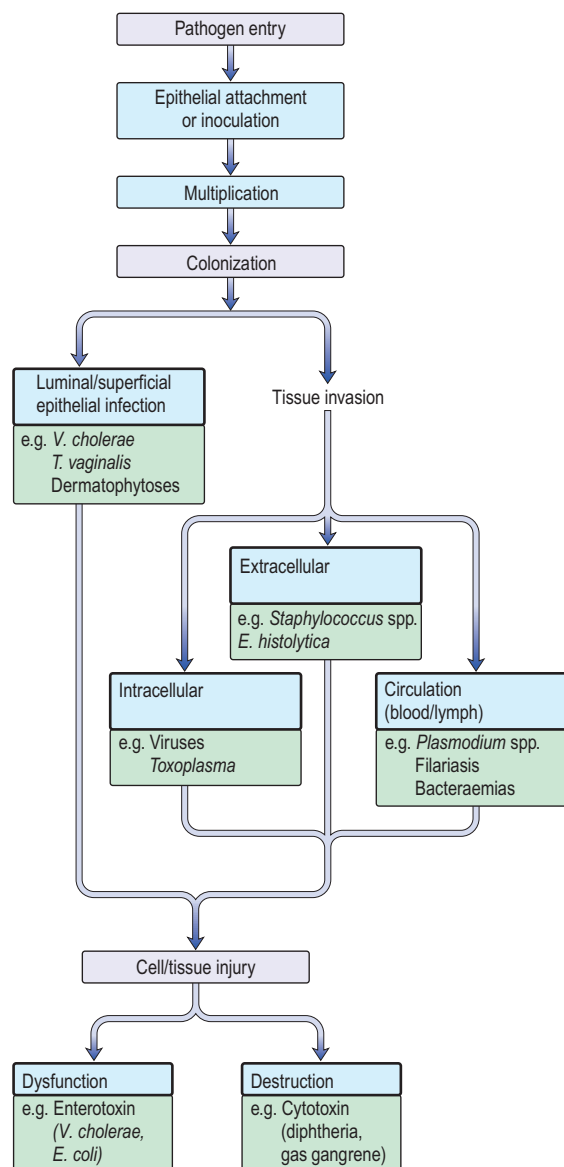 Pathogen entry
Epithelial attachment
or inoculation
Multiplication
Colonization
Luminal/superficial
epithelial infection
e.g. V. cholerae
T. vaginalis
Dermatophytoses
Tissue invasion
Extracellular
e.g. Staphylococcus spp.
E. histolytica
Intracellular
e.g. Viruses
Toxoplasma
Circulation
(blood/lymph)
e.g. Plasmodium spp.
Filariasis
Bacteraemias
Cell/tissue injury
Dysfunction
e.g. Enterotoxin
(V. cholerae,
E. coli)
Destruction
e.g. Cytotoxin
(diphtheria,
gas gangrene)